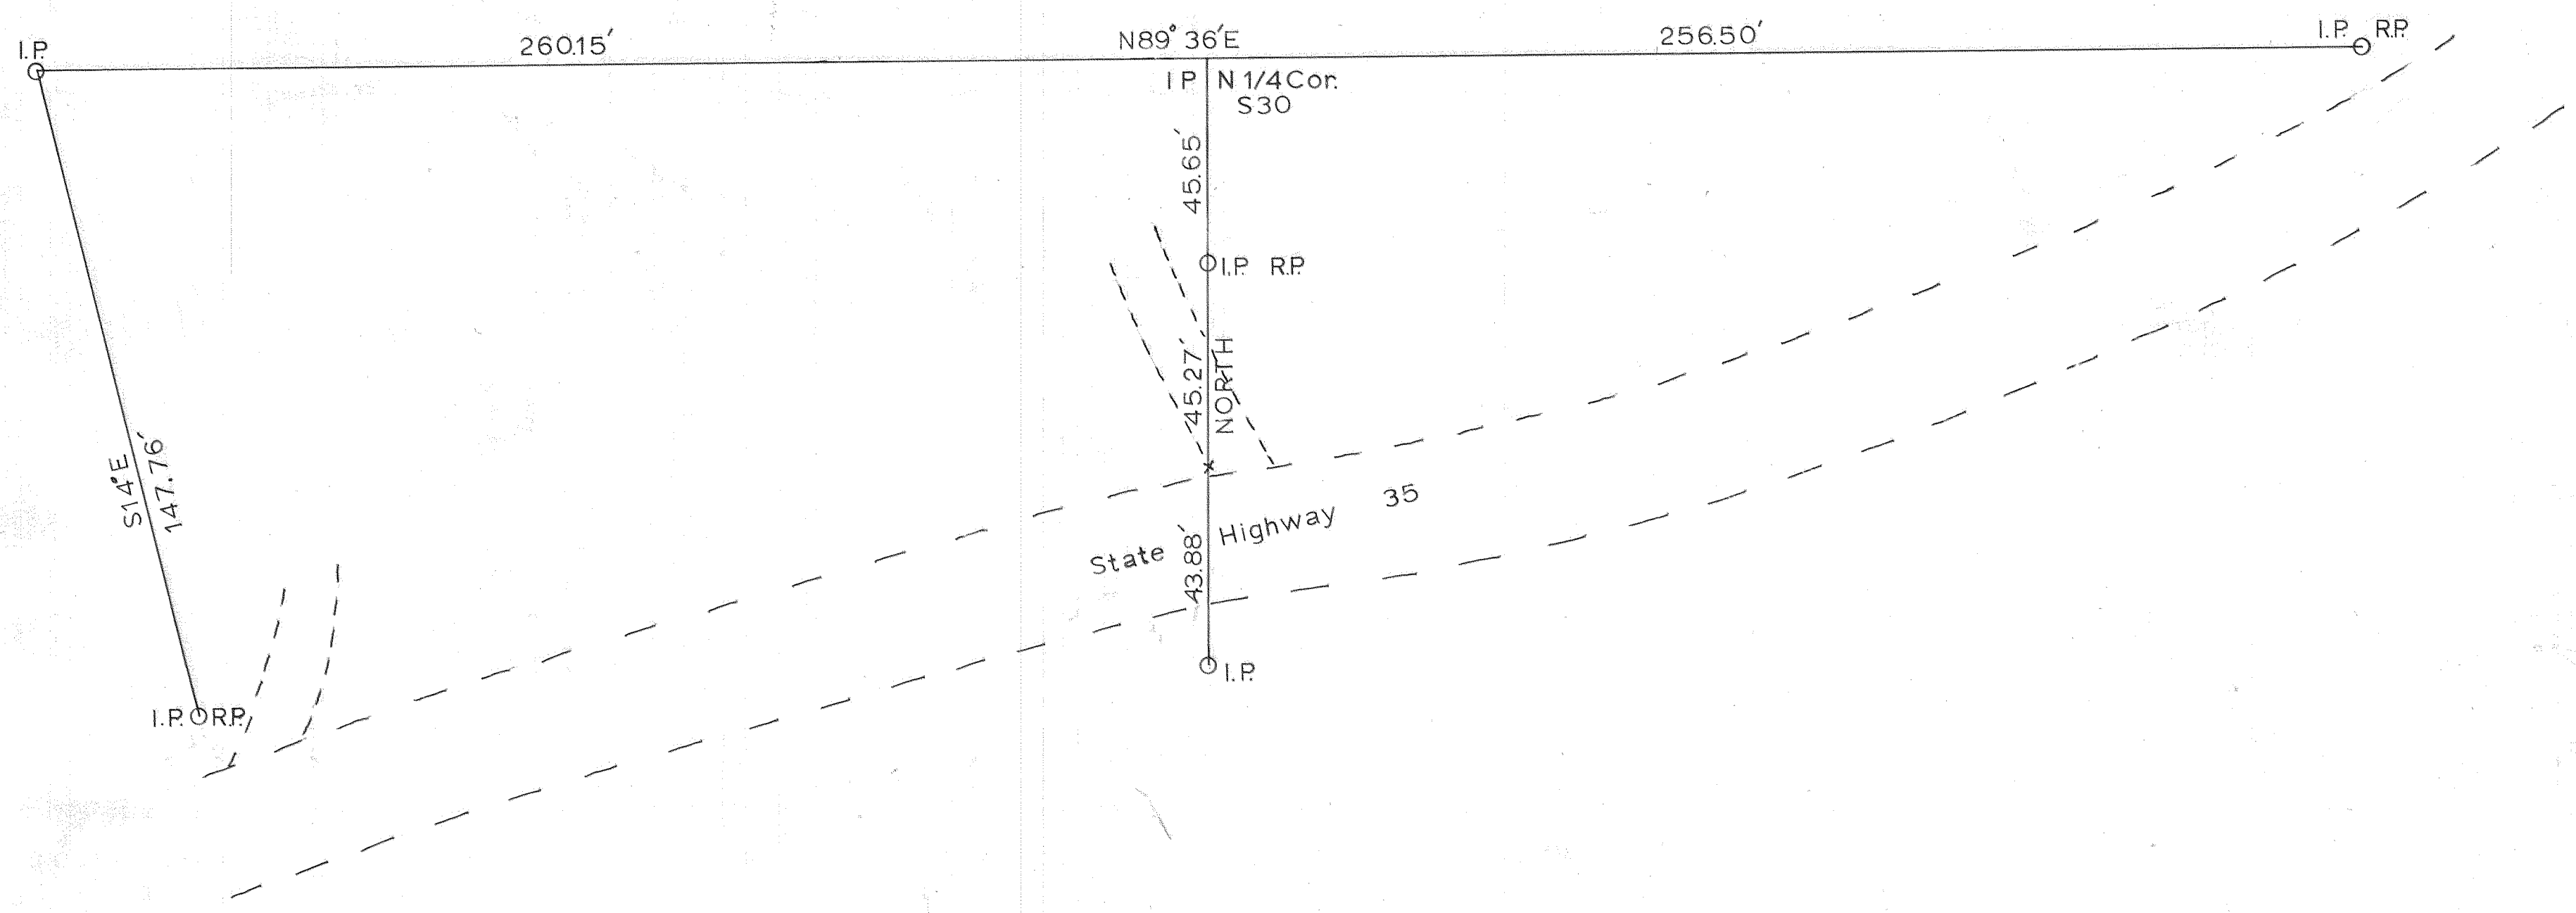 I.P.
260.15'
N89° 36'E
256.50'
I.P. R.P.
I P N 1/4 Cor.
S30
45.65'
I.P. R.P.
45.27'
NORTH
S14°E
147.76'
State Highway 35
43.88'
I.P.
I.P. R.P.